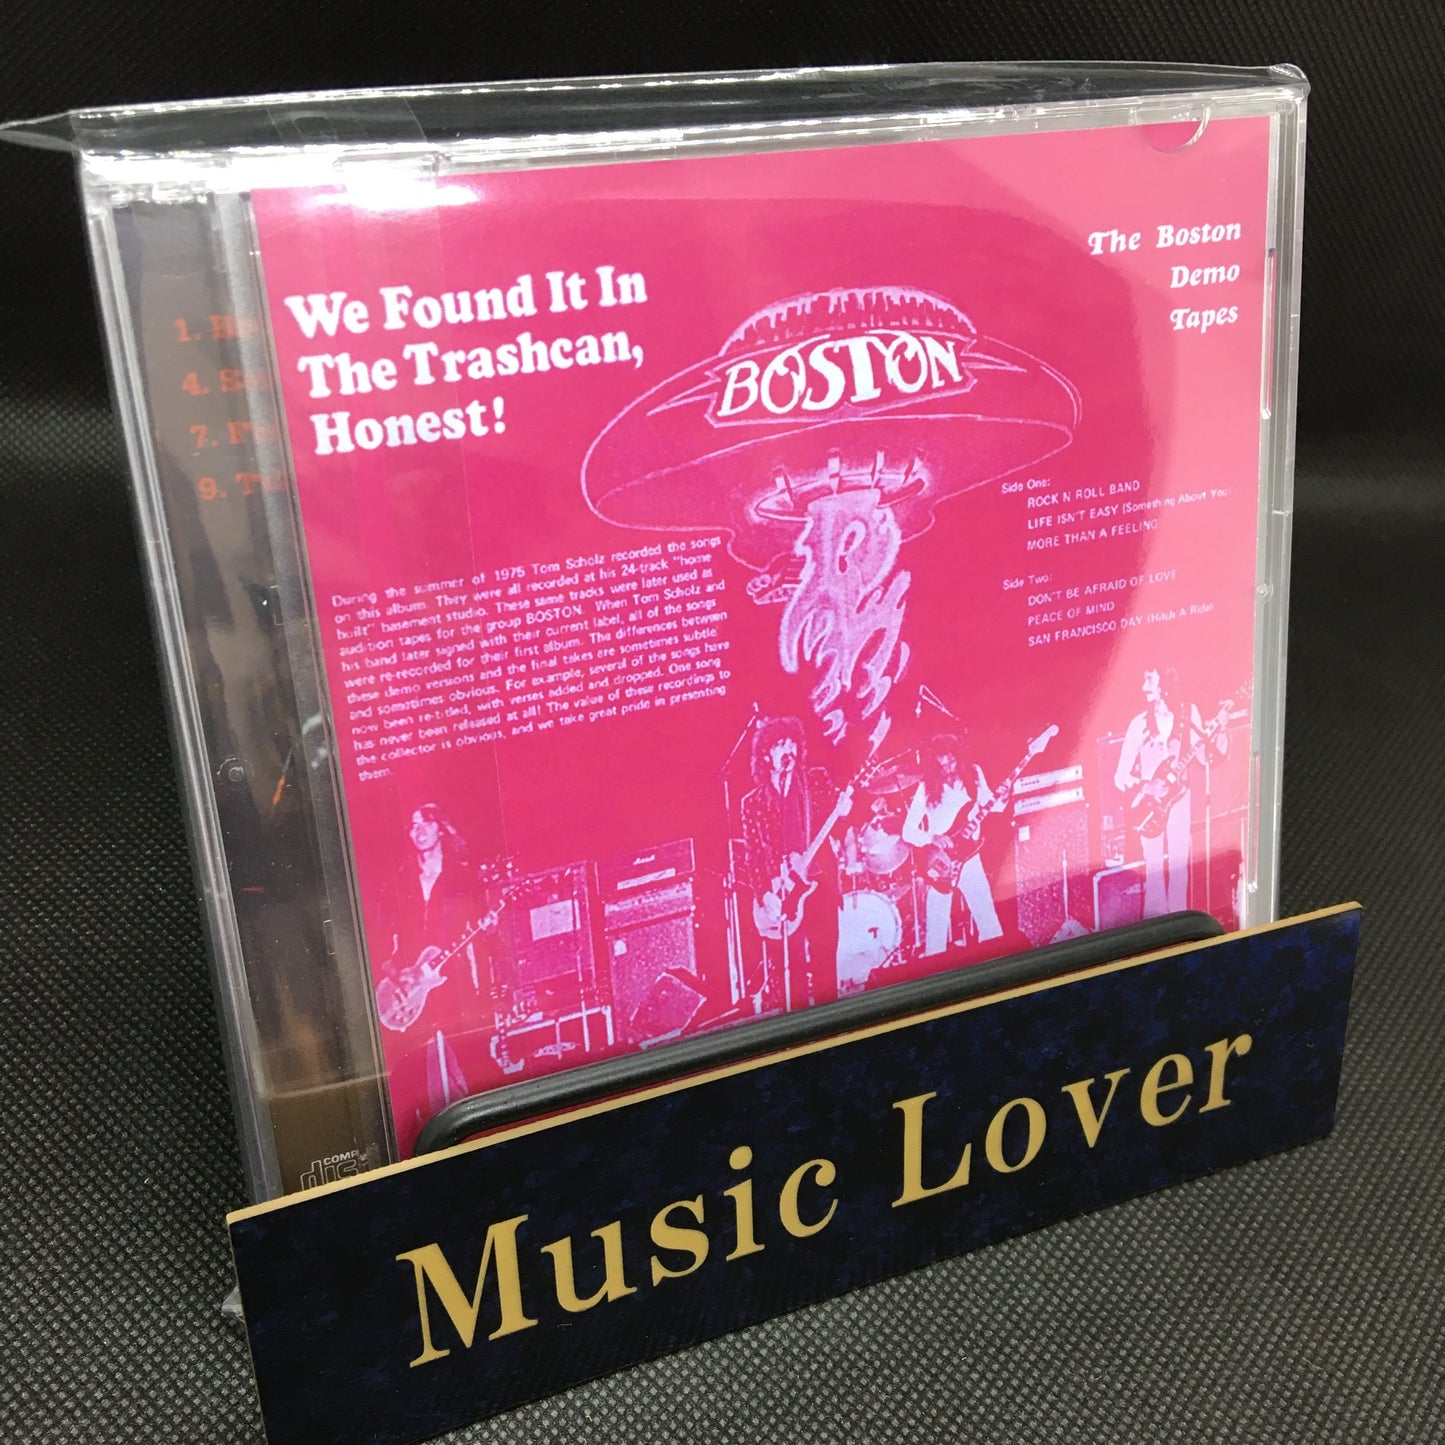 We Found It In
The Trashcan,
Honest!
The Boston
Demo
Tapes
BOSTON
Side One:
ROCK N ROLL BAND
LIFE ISN'T EASY (Something About You)
MORE THAN A FEELING
Side Two:
DON'T BE AFRAID OF LOVE
PEACE OF MIND
SAN FRANCISCO DAY (Hitch A Ride)
During the summer of 1975 Tom Scholz recorded the songs
on this album. They were all recorded at his 24-track "home
built" basement studio. These same tracks were later used as
audition tapes for the group BOSTON. When Tom Scholz and
his band later signed with their current label, all of the songs
were re-recorded for their first album. The differences between
these demo versions and the final takes are sometimes subtle
and sometimes obvious. For example, several of the songs have
now been re-titled, with verses added and dropped. One song
has never been released at all! The value of these recordings to
the collector is obvious, and we take great pride in presenting
them.
1.
4.
7.
9.
COMP
dis
Music Lover